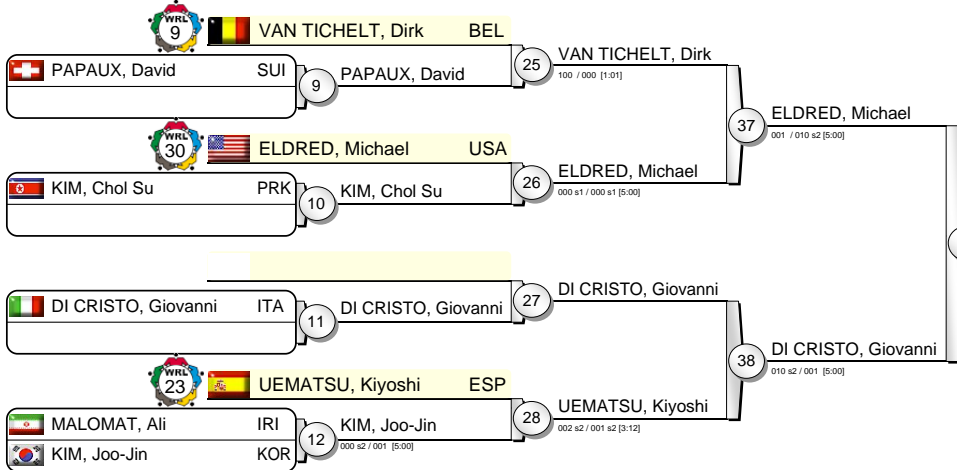 WRL
9
VAN TICHELT, Dirk BEL
PAPAUX, David SUI
9
PAPAUX, David
25
VAN TICHELT, Dirk
100 / 000 [1:01]
WRL
30
ELDRED, Michael USA
KIM, Chol Su PRK
10
KIM, Chol Su
26
ELDRED, Michael
000 s1 / 000 s1 [5:00]
37
ELDRED, Michael
001 / 010 s2 [5:00]
DI CRISTO, Giovanni ITA
11
DI CRISTO, Giovanni
27
DI CRISTO, Giovanni
WRL
23
UEMATSU, Kiyoshi ESP
MALOMAT, Ali IRI
KIM, Joo-Jin KOR
12
KIM, Joo-Jin
000 s2 / 001 [5:00]
28
UEMATSU, Kiyoshi
002 s2 / 001 s2 [3:12]
38
DI CRISTO, Giovanni
010 s2 / 001 [5:00]